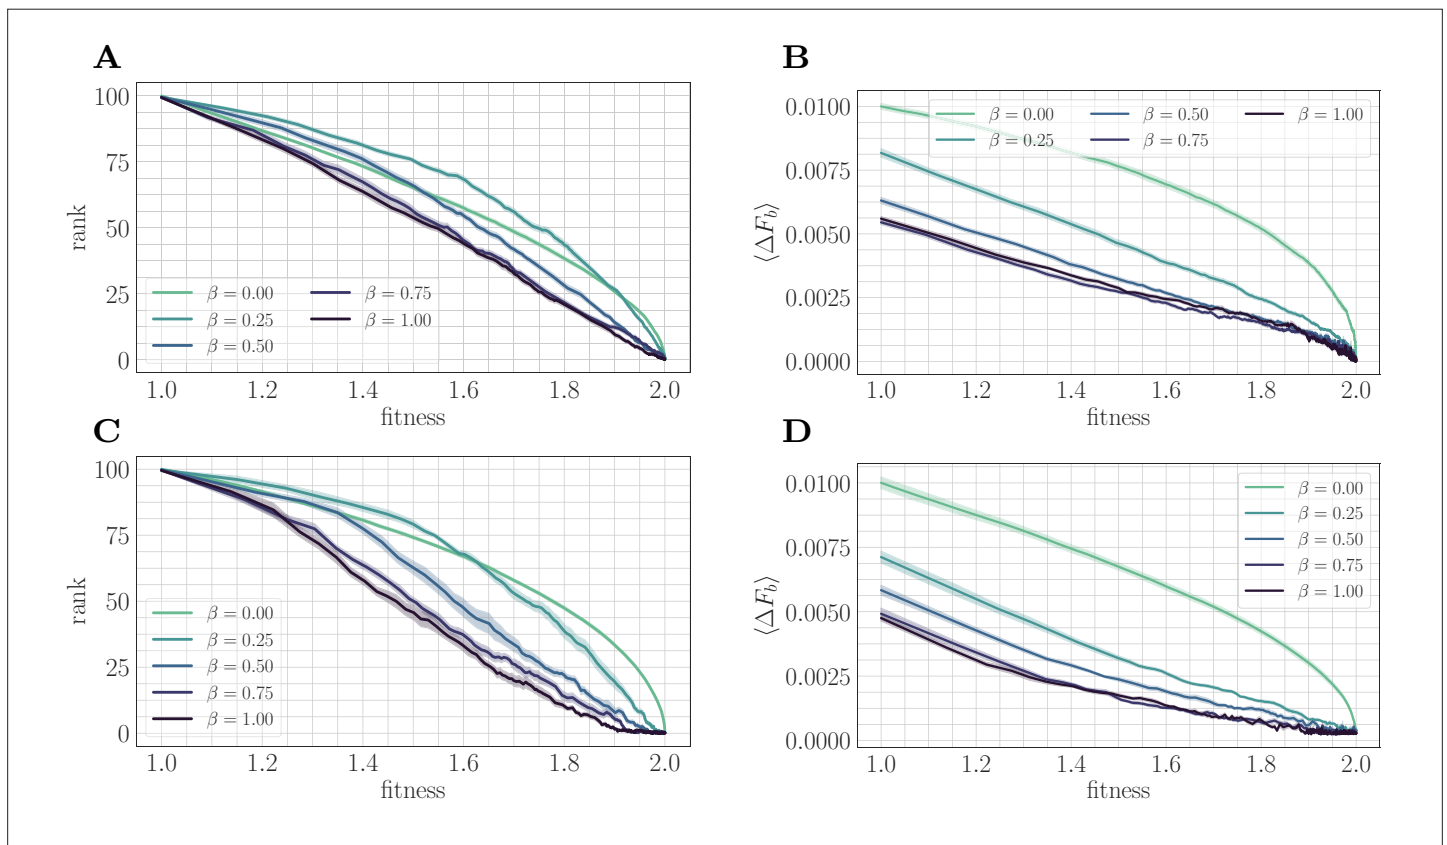 A
100
75
50
25
0
rank
β = 0.00
β = 0.25
β = 0.50
β = 0.75
β = 1.00
1.0 1.2 1.4 1.6 1.8 2.0
fitness
B
0.0100
0.0075
0.0050
0.0025
0.0000
⟨ΔF_b⟩
β = 0.00
β = 0.25
β = 0.50
β = 0.75
β = 1.00
1.0 1.2 1.4 1.6 1.8 2.0
fitness
C
100
75
50
25
0
rank
β = 0.00
β = 0.25
β = 0.50
β = 0.75
β = 1.00
1.0 1.2 1.4 1.6 1.8 2.0
fitness
D
0.0100
0.0075
0.0050
0.0025
0.0000
⟨ΔF_b⟩
β = 0.00
β = 0.25
β = 0.50
β = 0.75
β = 1.00
1.0 1.2 1.4 1.6 1.8 2.0
fitness